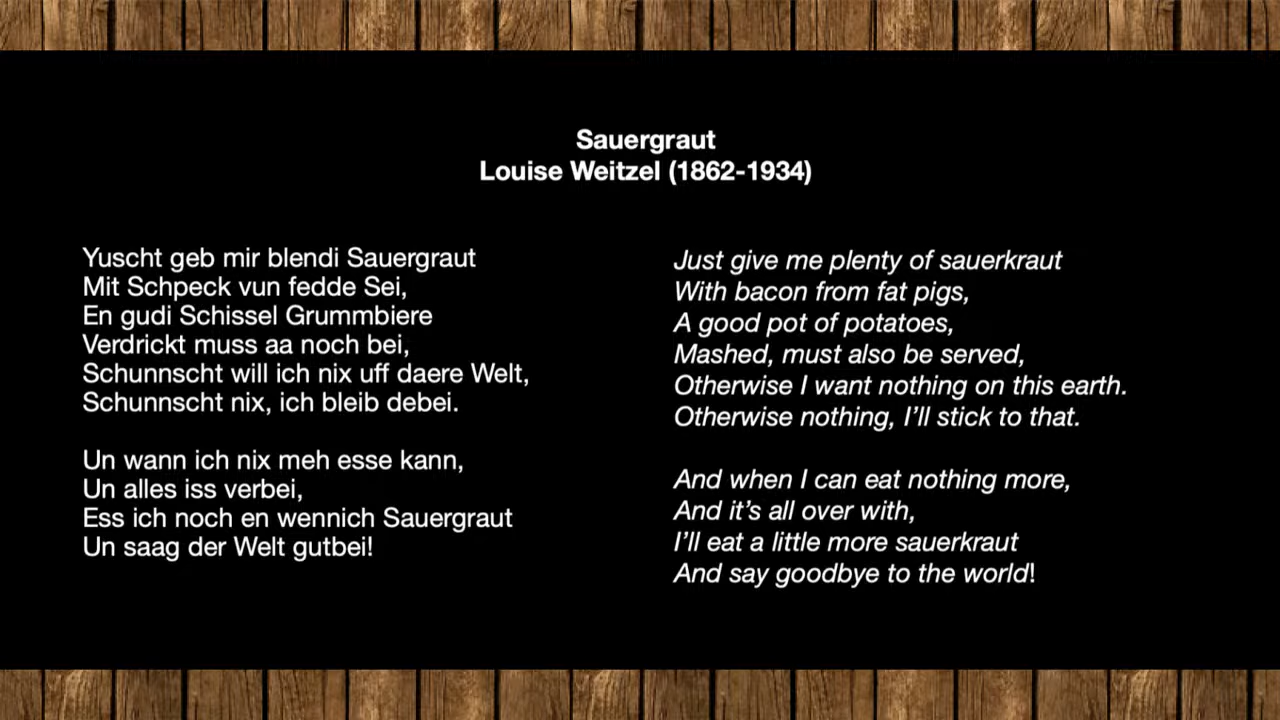 Sauergraut
Louise Weitzel (1862-1934)
Yuscht geb mir blendi Sauergraut
Mit Schpeck vun fedde Sei,
En gudi Schissel Grummbiere
Verdrickt muss aa noch bei,
Schunnscht will ich nix uff daere Welt,
Schunnscht nix, ich bleib debei.
Un wann ich nix meh esse kann,
Un alles iss verbei,
Ess ich noch en wennich Sauergraut
Un saag der Welt gutbei!
Just give me plenty of sauerkraut
With bacon from fat pigs,
A good pot of potatoes,
Mashed, must also be served,
Otherwise I want nothing on this earth.
Otherwise nothing, I’ll stick to that.
And when I can eat nothing more,
And it’s all over with,
I’ll eat a little more sauerkraut
And say goodbye to the world!